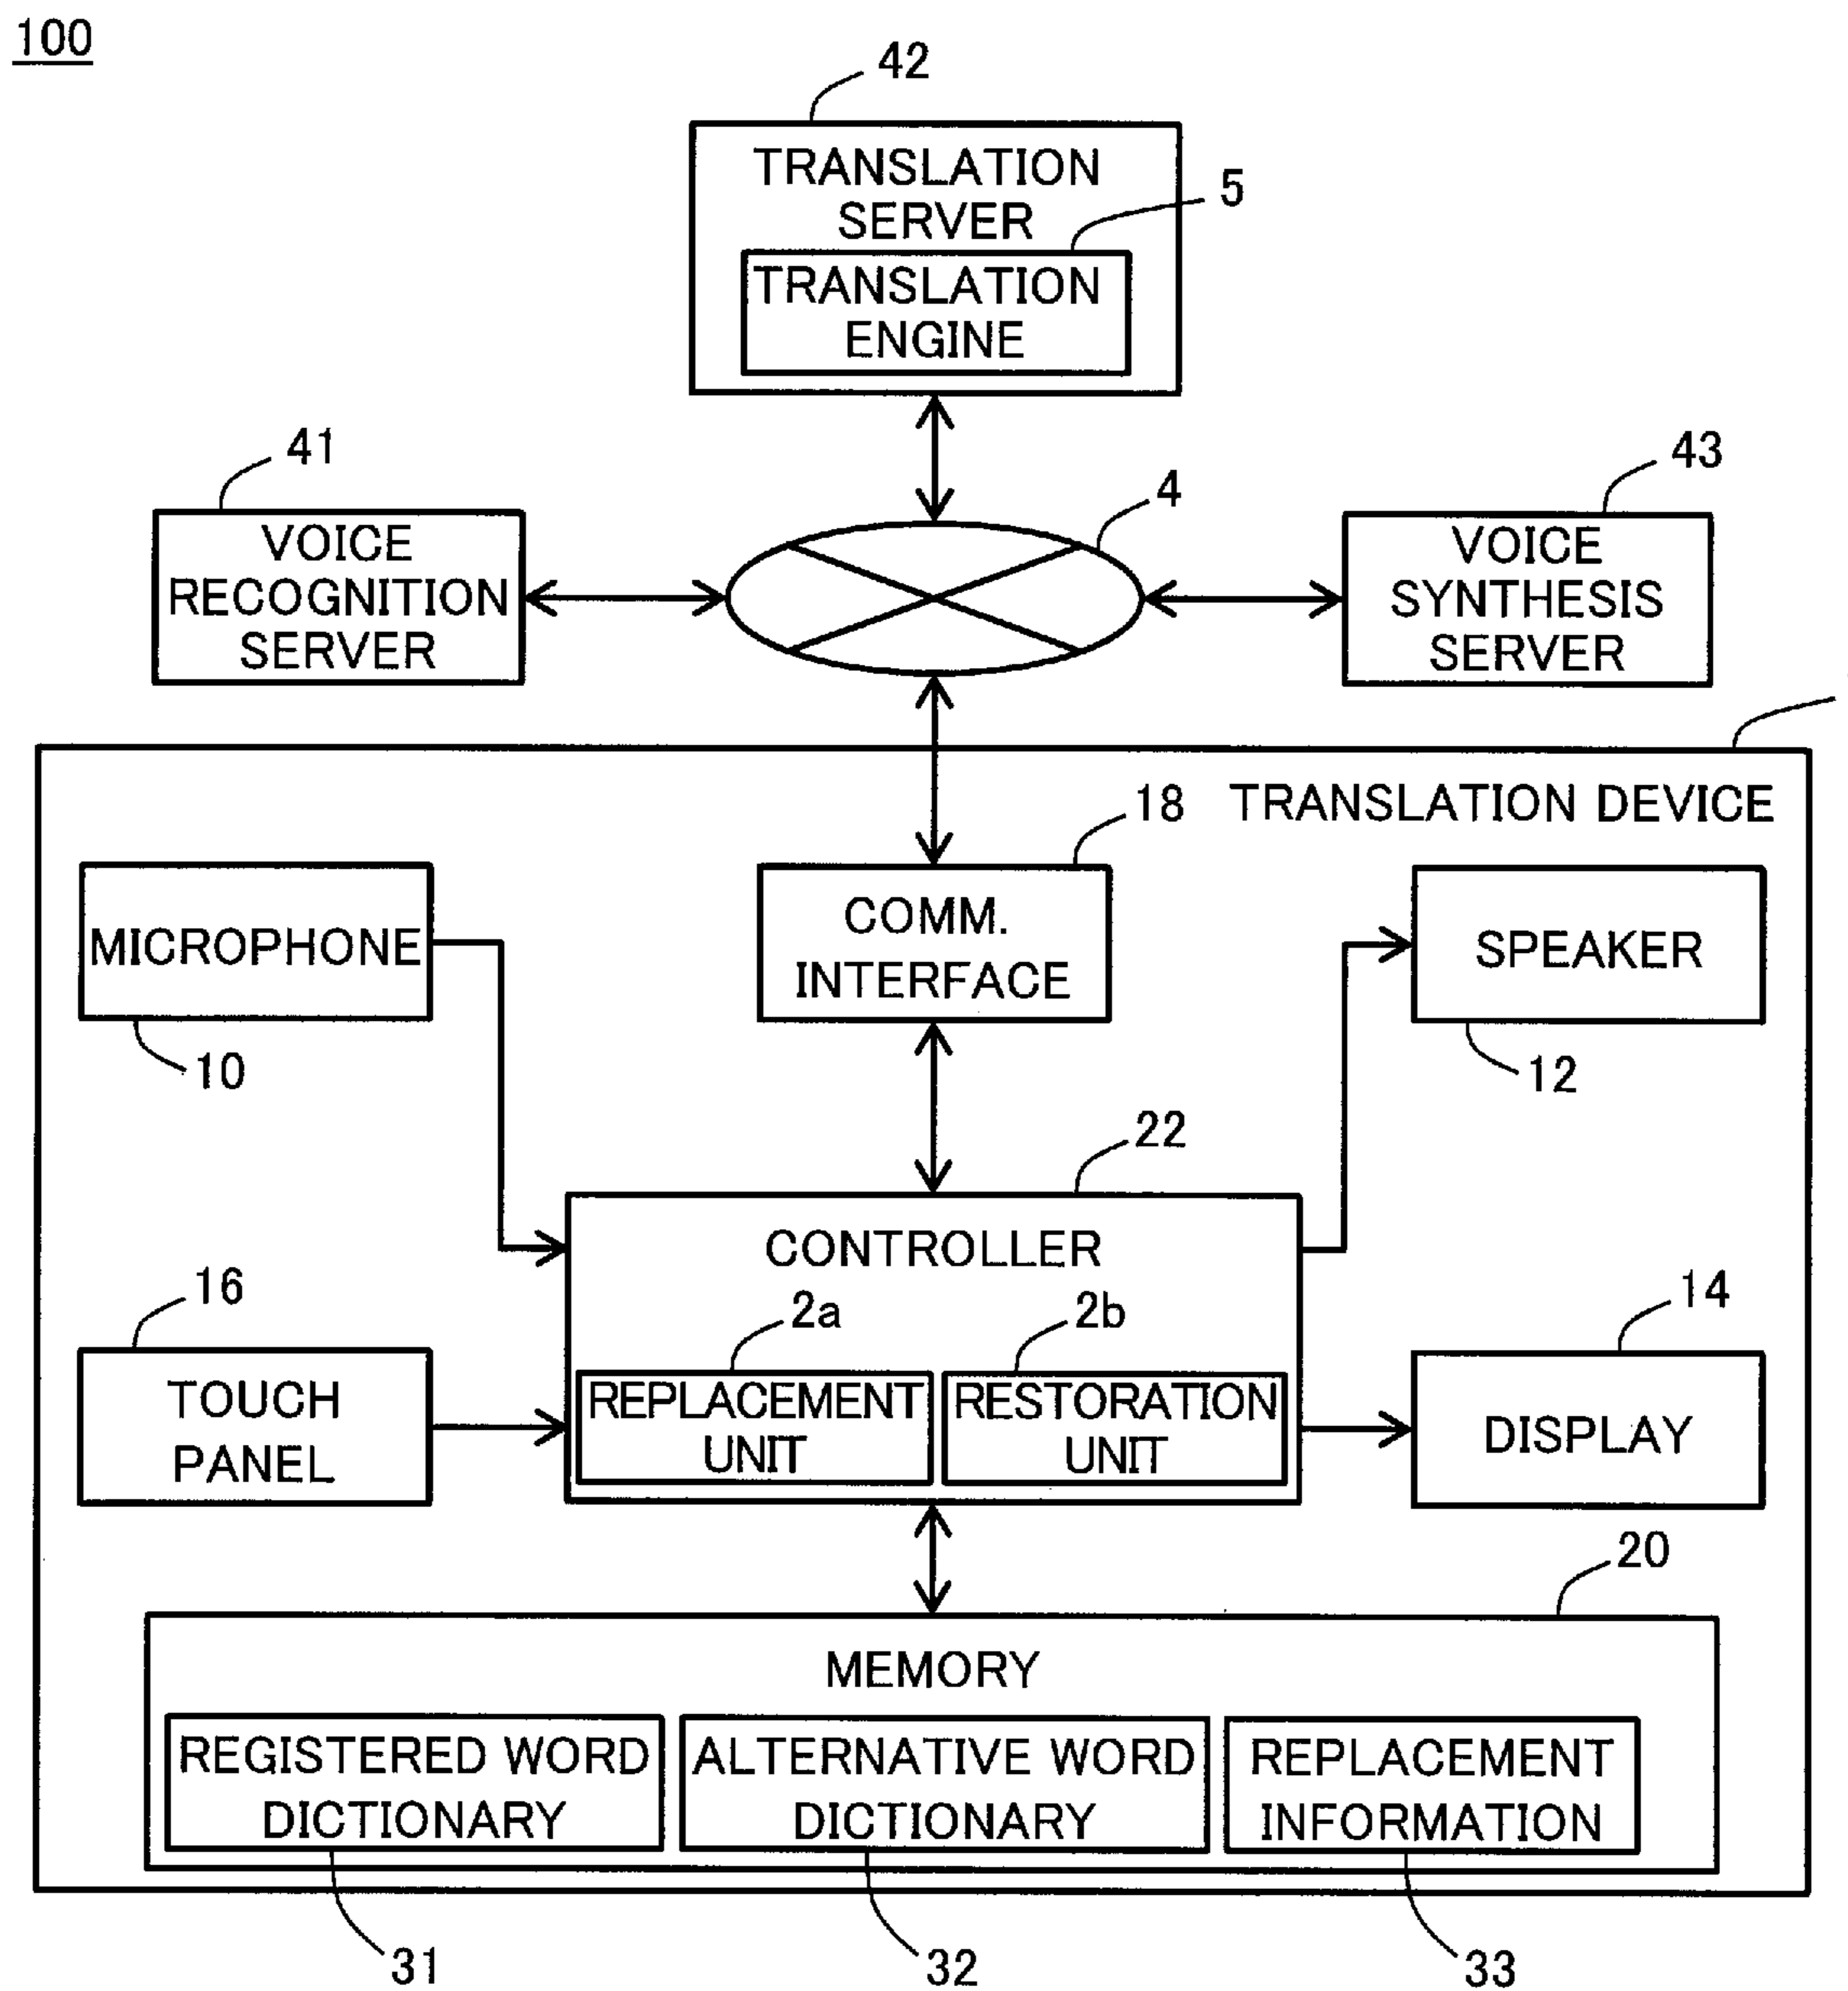 100
42
TRANSLATION
SERVER
5
TRANSLATION
ENGINE
41
VOICE
RECOGNITION
SERVER
4
43
VOICE
SYNTHESIS
SERVER
TRANSLATION DEVICE
18
MICROPHONE
10
COMM.
INTERFACE
SPEAKER
12
22
CONTROLLER
16
TOUCH
PANEL
2a
REPLACEMENT
UNIT
2b
RESTORATION
UNIT
14
DISPLAY
20
MEMORY
REGISTERED WORD
DICTIONARY
ALTERNATIVE WORD
DICTIONARY
REPLACEMENT
INFORMATION
31
32
33